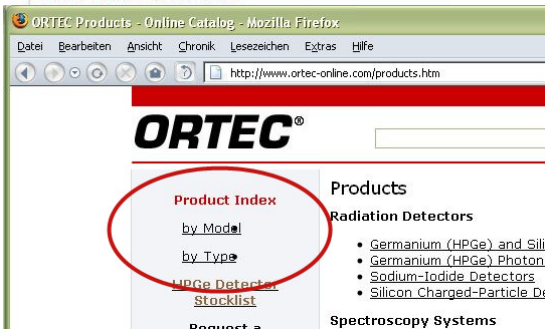 ORTEC Products - Online Catalog - Mozilla Firefox
Datei Bearbeiten Ansicht Chronik Lesezeichen Extras Hilfe
http://www.ortec-online.com/products.htm
ORTEC®
Product Index
by Model
by Type
HPGe Detector
Stocklist
Request a
Products
Radiation Detectors
Germanium (HPGe) and Sili
Germanium (HPGe) Photon
Sodium-Iodide Detectors
Silicon Charged-Particle De
Spectroscopy Systems